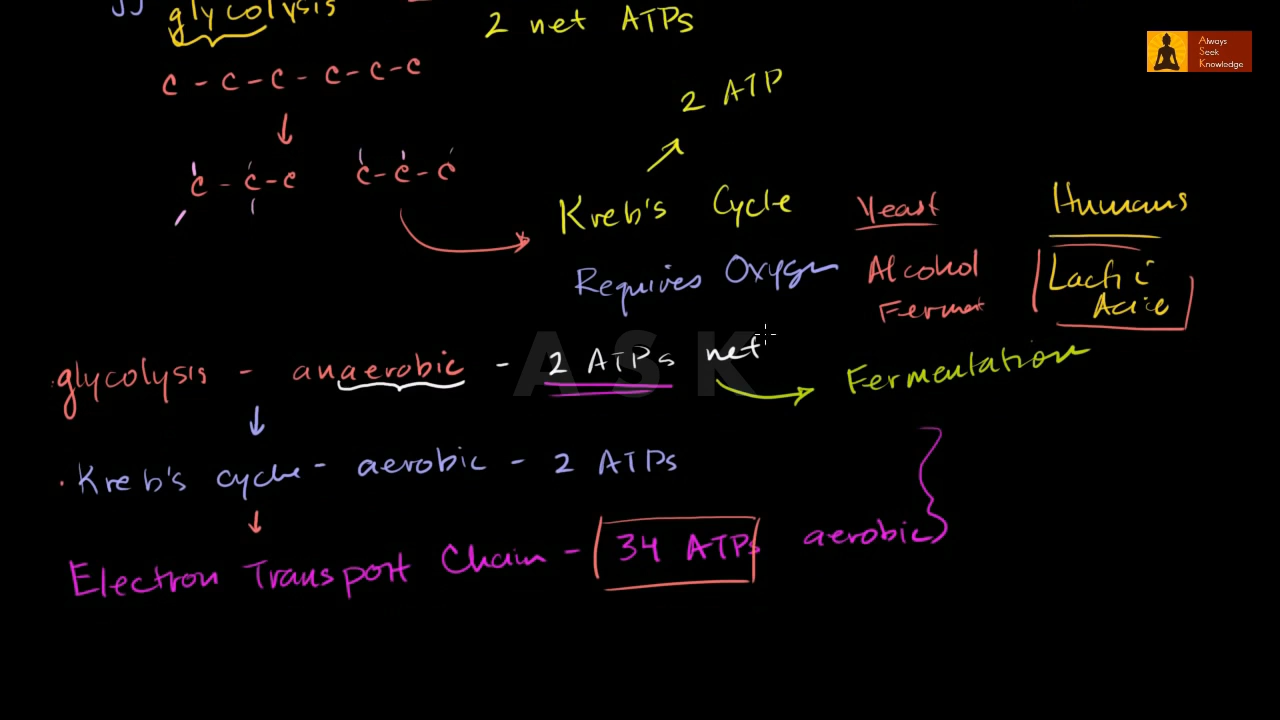 glycolysis
2 net ATPs
Always
Seek
Knowledge
C - C - C - C - C - C
2 ATP
C - C - C C - C - C
Kreb's Cycle
Yeast
Humans
Requires Oxygen
Alcohol
Ferment
Lactic
Acid
glycolysis - anaerobic - 2 ATPs net
Fermentation
ASK
Kreb's cycle - aerobic - 2 ATPs
Electron Transport Chain - 34 ATPs aerobic